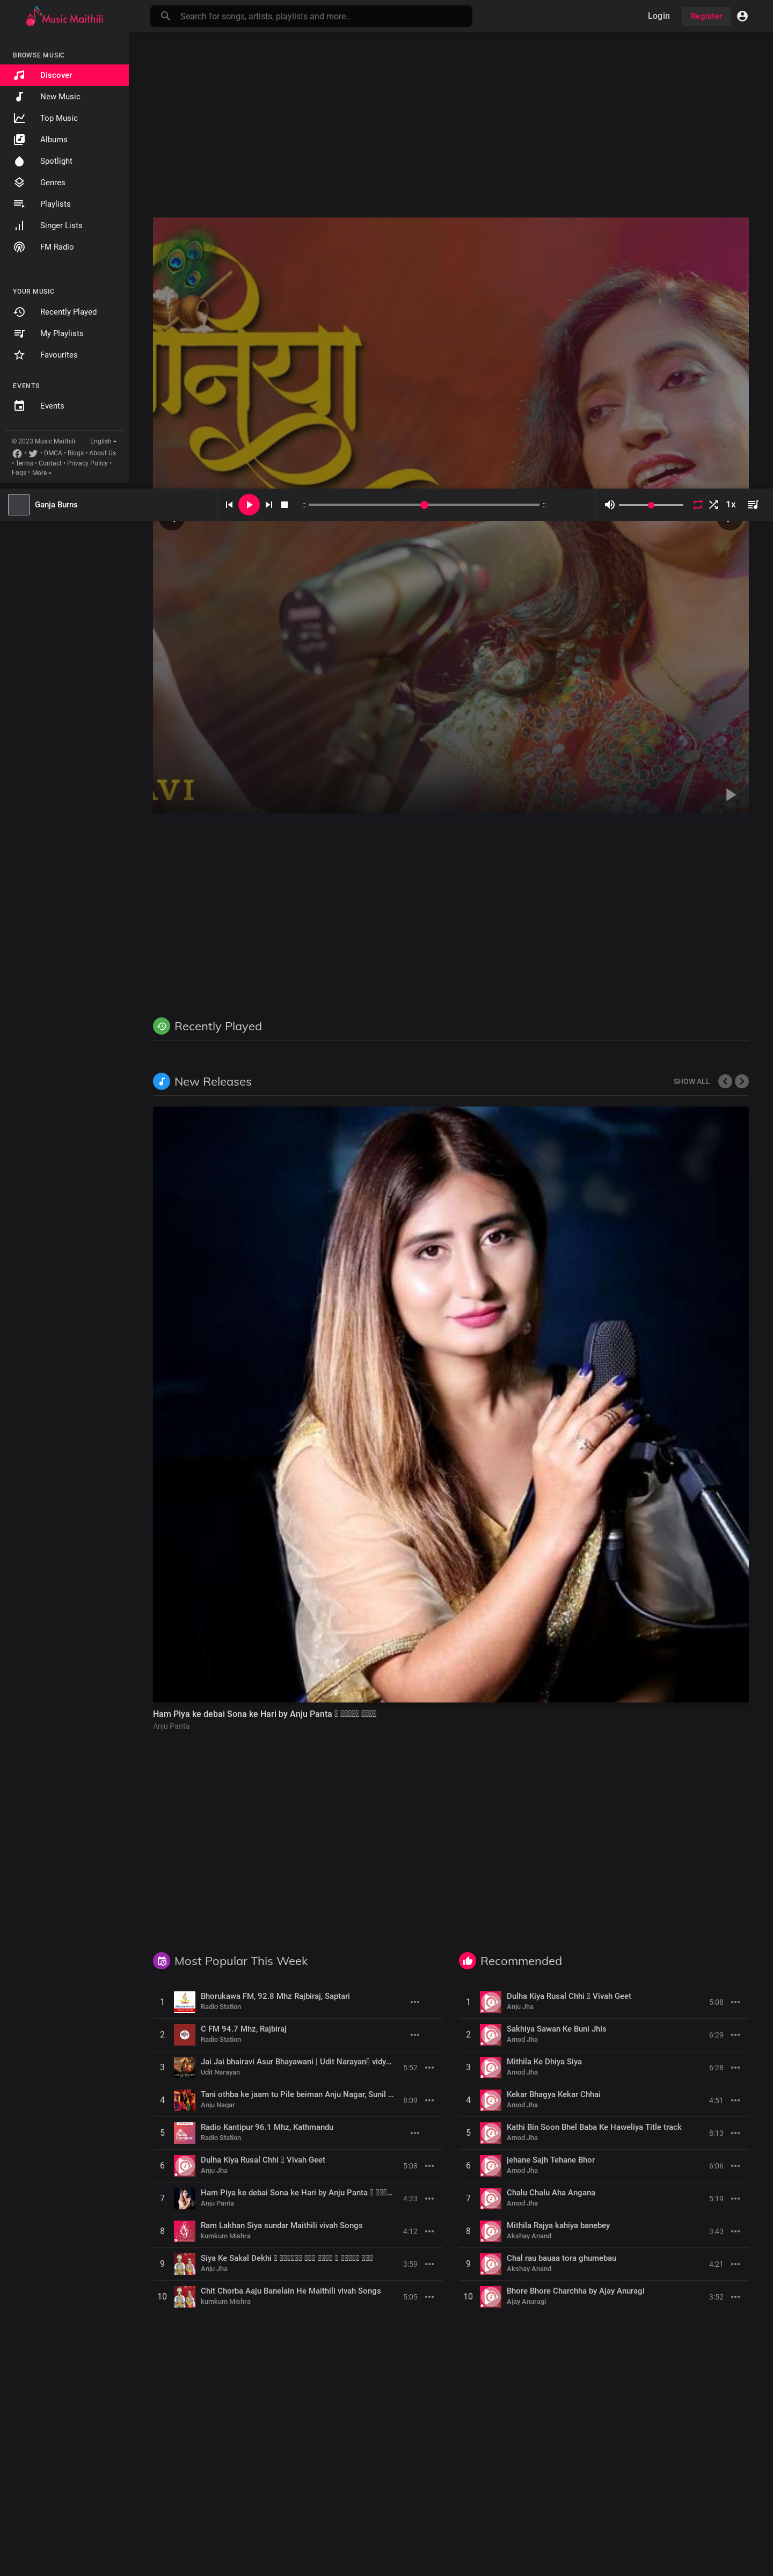 Music Maithili
Search for songs, artists, playlists and more..
Login
Register
BROWSE MUSIC
Discover
New Music
Top Music
Albums
Spotlight
Genres
Playlists
Singer Lists
FM Radio
YOUR MUSIC
Recently Played
My Playlists
Favourites
EVENTS
Events
© 2023 Music Maithili
English
• • DMCA • Blogs • About Us
• Terms • Contact • Privacy Policy •
Faqs • More
Ganja Burns
1x
AVI
Recently Played
New Releases
SHOW ALL
Ham Piya ke debai Sona ke Hari by Anju Panta
Anju Panta
Most Popular This Week
1
Bhorukawa FM, 92.8 Mhz Rajbiraj, Saptari
Radio Station
2
C FM 94.7 Mhz, Rajbiraj
Radio Station
3
Jai Jai bhairavi Asur Bhayawani | Udit Narayan vidy...
Udit Narayan
5:52
4
Tani othba ke jaam tu Pile beiman Anju Nagar, Sunil ...
Anju Nagar
8:09
5
Radio Kantipur 96.1 Mhz, Kathmandu
Radio Station
6
Dulha Kiya Rusal Chhi Vivah Geet
Anju Jha
5:08
7
Ham Piya ke debai Sona ke Hari by Anju Panta ...
Anju Panta
4:23
8
Ram Lakhan Siya sundar Maithili vivah Songs
kumkum Mishra
4:12
9
Siya Ke Sakal Dekhi
Anju Jha
3:59
10
Chit Chorba Aaju Banelain He Maithili vivah Songs
kumkum Mishra
5:05
Recommended
1
Dulha Kiya Rusal Chhi Vivah Geet
Anju Jha
5:08
2
Sakhiya Sawan Ke Buni Jhis
Amod Jha
6:29
3
Mithila Ke Dhiya Siya
Amod Jha
6:28
4
Kekar Bhagya Kekar Chhai
Amod Jha
4:51
5
Kathi Bin Soon Bhel Baba Ke Haweliya Title track
Amod Jha
8:13
6
jehane Sajh Tehane Bhor
Amod Jha
6:06
7
Chalu Chalu Aha Angana
Amod Jha
5:19
8
Mithila Rajya kahiya banebey
Akshay Anand
3:43
9
Chal rau bauaa tora ghumebau
Akshay Anand
4:21
10
Bhore Bhore Charchha by Ajay Anuragi
Ajay Anuragi
3:52